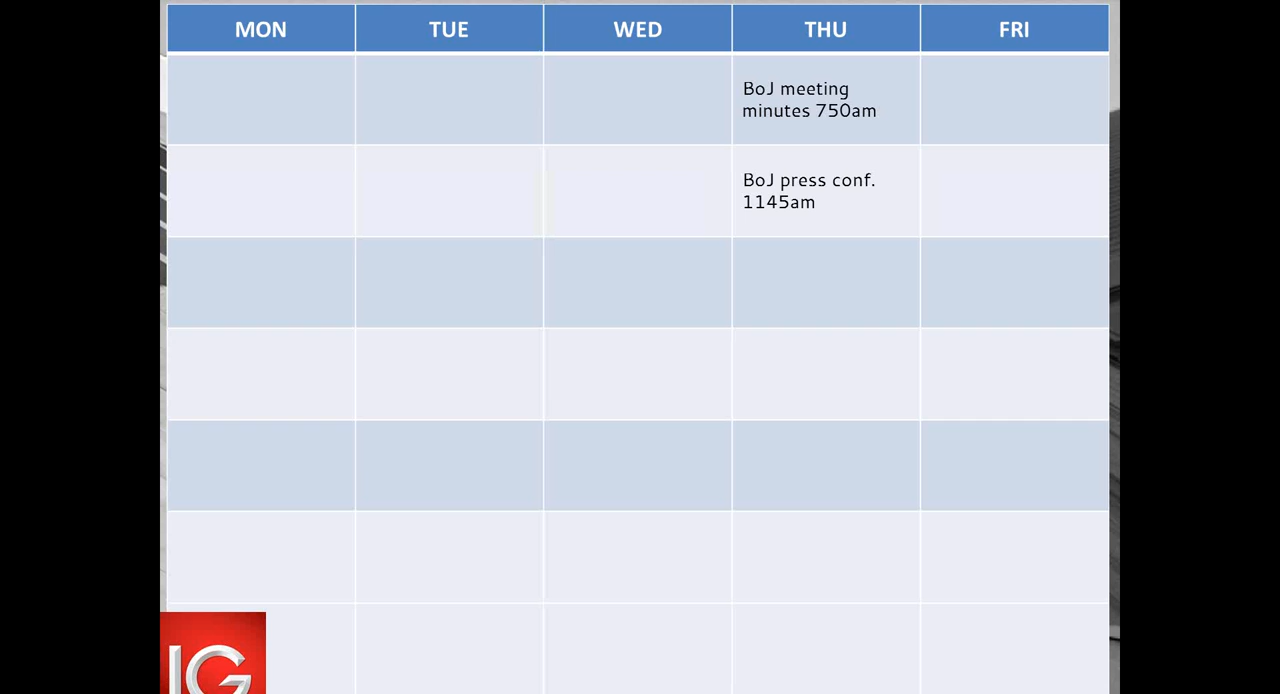 MON TUE WED THU FRI
BoJ meeting
minutes 750am
BoJ press conf.
1145am
IG